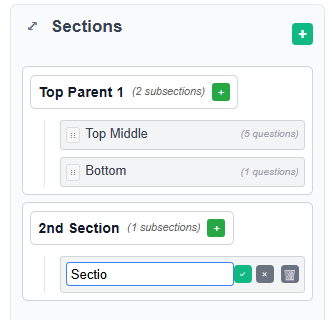 Sections
Top Parent 1 (2 subsections) +
Top Middle (5 questions)
Bottom (1 questions)
2nd Section (1 subsections) +
Sectio